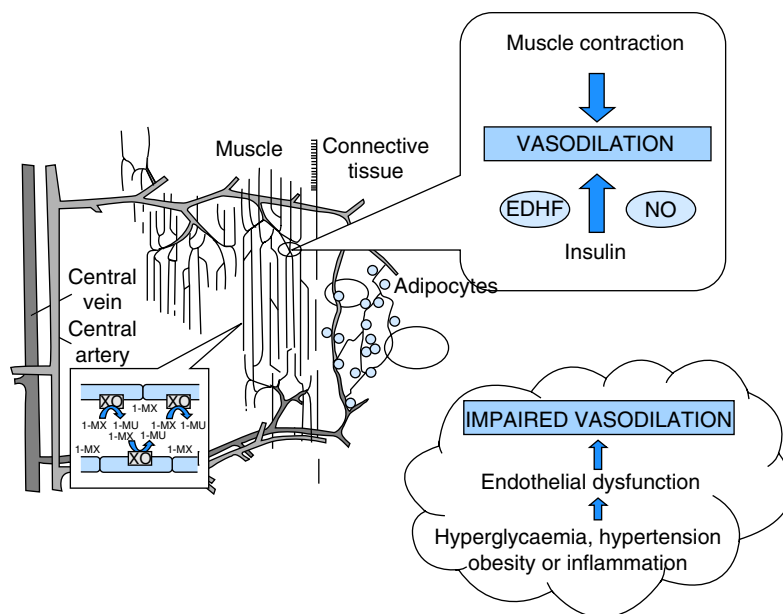 Muscle contraction
VASODILATION
EDHF
NO
Insulin
Muscle
Connective
tissue
Adipocytes
Central
vein
Central
artery
XO
XO
1-MX
1-MX 1-MU
1-MX 1-MU
1-MX
1-MU
1-MX
1-MX
XO
IMPAIRED VASODILATION
Endothelial dysfunction
Hyperglycaemia, hypertension
obesity or inflammation